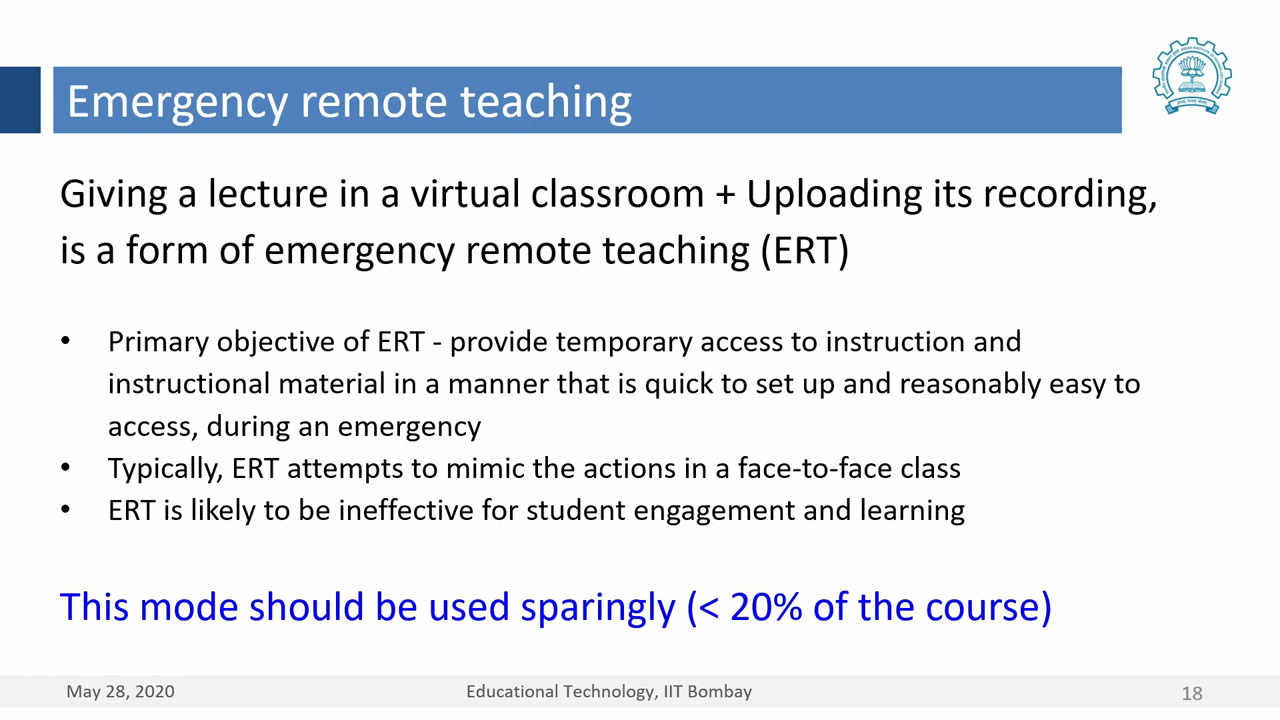 Emergency remote teaching
Giving a lecture in a virtual classroom + Uploading its recording,
is a form of emergency remote teaching (ERT)
• Primary objective of ERT - provide temporary access to instruction and
instructional material in a manner that is quick to set up and reasonably easy to
access, during an emergency
• Typically, ERT attempts to mimic the actions in a face-to-face class
• ERT is likely to be ineffective for student engagement and learning
This mode should be used sparingly (< 20% of the course)
May 28, 2020
Educational Technology, IIT Bombay
18